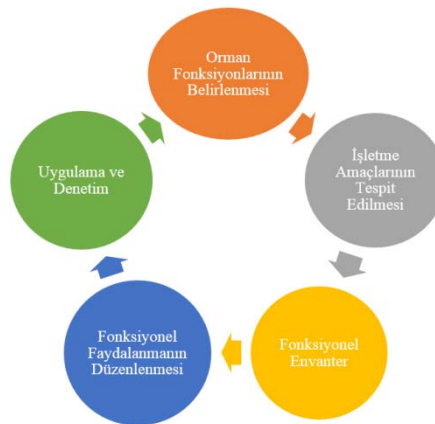 Orman
Fonksiyonlarının
Belirlenmesi
İşletme
Amaçlarının
Tespit
Edilmesi
Fonksiyonel
Envanter
Fonksiyonel
Faydalanmanın
Düzenlenmesi
Uygulama ve
Denetim